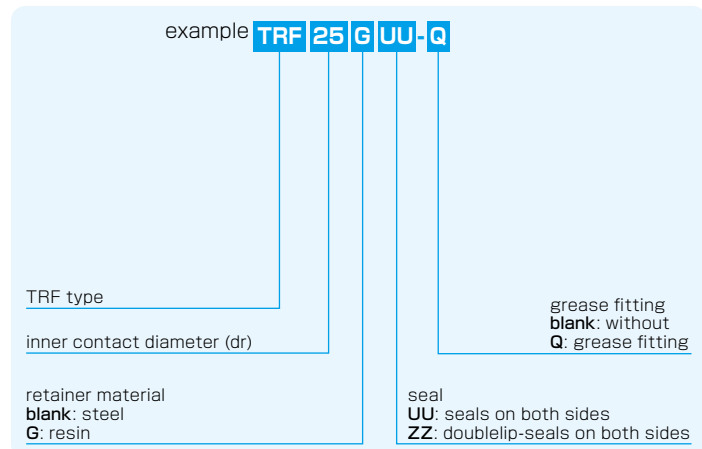 example TRF 25 G UU-Q
TRF type
inner contact diameter (dr)
retainer material
blank: steel
G: resin
grease fitting
blank: without
Q: grease fitting
seal
UU: seals on both sides
ZZ: doublelip-seals on both sides